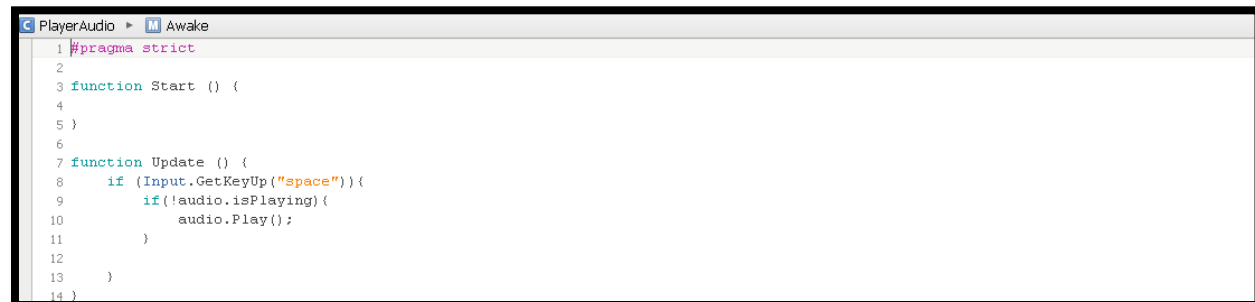 C PlayerAudio ▸ M Awake
1 #pragma strict
2
3 function Start () {
4
5 }
6
7 function Update () {
8     if (Input.GetKeyUp("space")){
9         if(!audio.isPlaying){
10             audio.Play();
11         }
12
13     }
14 }